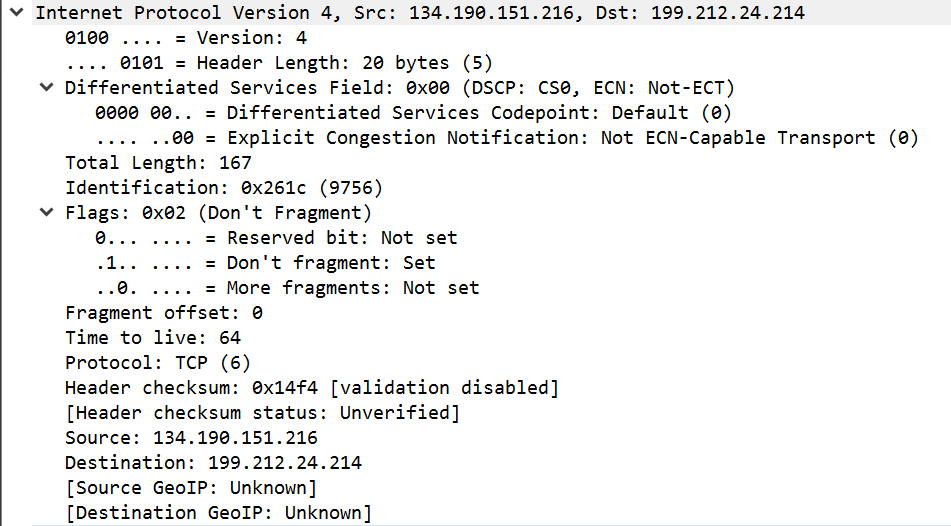 Internet Protocol Version 4, Src: 134.190.151.216, Dst: 199.212.24.214
0100 .... = Version: 4
.... 0101 = Header Length: 20 bytes (5)
Differentiated Services Field: 0x00 (DSCP: CS0, ECN: Not-ECT)
0000 00.. = Differentiated Services Codepoint: Default (0)
.... ..00 = Explicit Congestion Notification: Not ECN-Capable Transport (0)
Total Length: 167
Identification: 0x261c (9756)
Flags: 0x02 (Don't Fragment)
0... .... = Reserved bit: Not set
.1.. .... = Don't fragment: Set
..0. .... = More fragments: Not set
Fragment offset: 0
Time to live: 64
Protocol: TCP (6)
Header checksum: 0x14f4 [validation disabled]
[Header checksum status: Unverified]
Source: 134.190.151.216
Destination: 199.212.24.214
[Source GeoIP: Unknown]
[Destination GeoIP: Unknown]